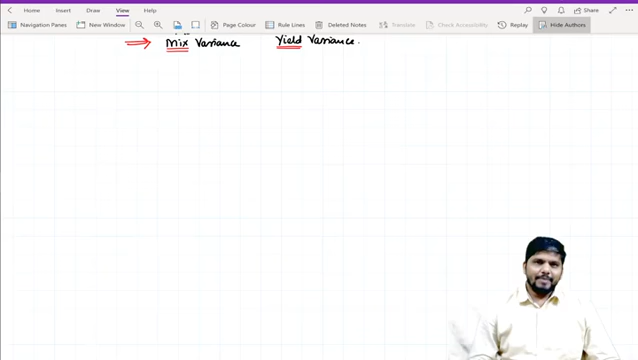 Home Insert Draw View Help Share
Navigation Panes New Window Page Colour Rule Lines Deleted Notes Translate Check Accessibility Replay Hide Authors
Mix Variance Yield Variance.